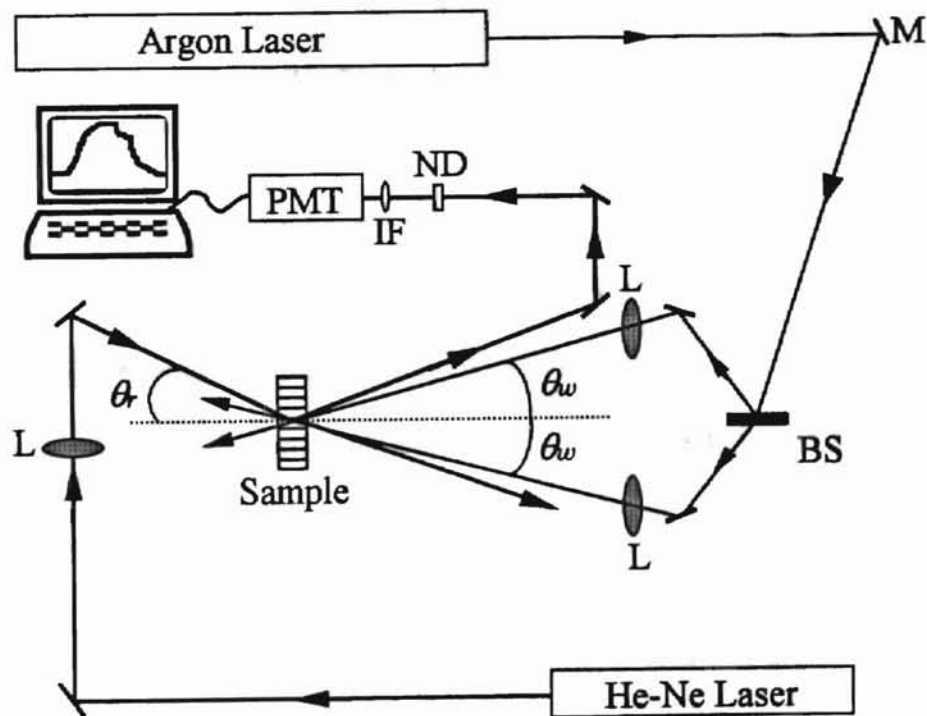 Argon Laser
M
ND
PMT
IF
L
θr
θw
L
θw
BS
Sample
L
He-Ne Laser